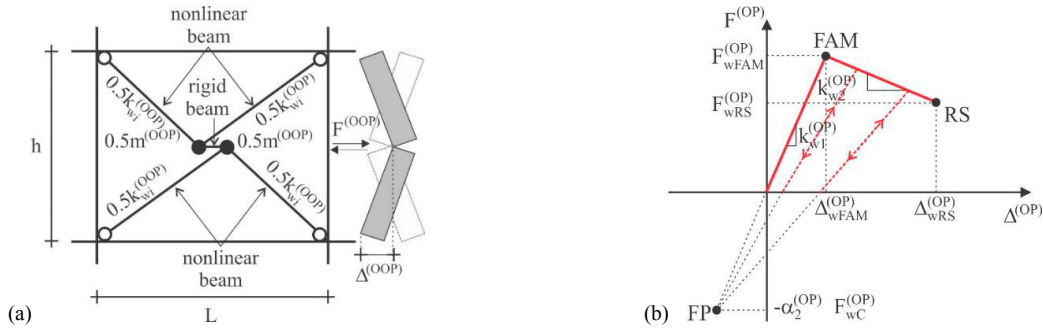 nonlinear
beam
rigid
beam
0.5k_wi^(OOP)
0.5k_wi^(OOP)
0.5m^(OOP)
0.5m^(OOP)
0.5k_wi^(OOP)
0.5k_wi^(OOP)
h
nonlinear
beam
L
F^(OOP)
Δ^(OOP)
(a)
F^(OP)
FAM
F_wFAM^(OP)
k_w2^(OP)
F_wRS^(OP)
RS
k_w1^(OP)
Δ_wFAM^(OP)
Δ_wRS^(OP)
Δ^(OP)
FP
-α_2^(OP) F_wC^(OP)
(b)